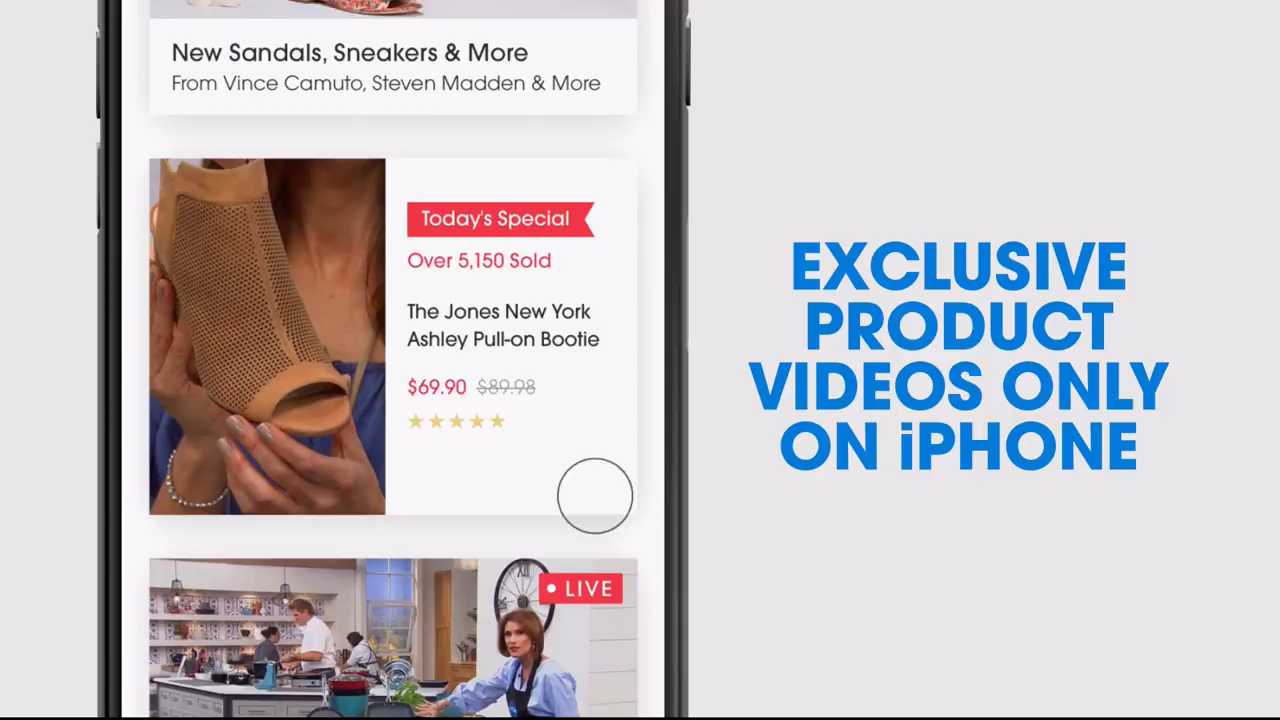 New Sandals, Sneakers & More
From Vince Camuto, Steven Madden & More
Today's Special
Over 5,150 Sold
The Jones New York
Ashley Pull-on Bootie
$69.90 $89.98
LIVE
EXCLUSIVE
PRODUCT
VIDEOS ONLY
ON iPHONE